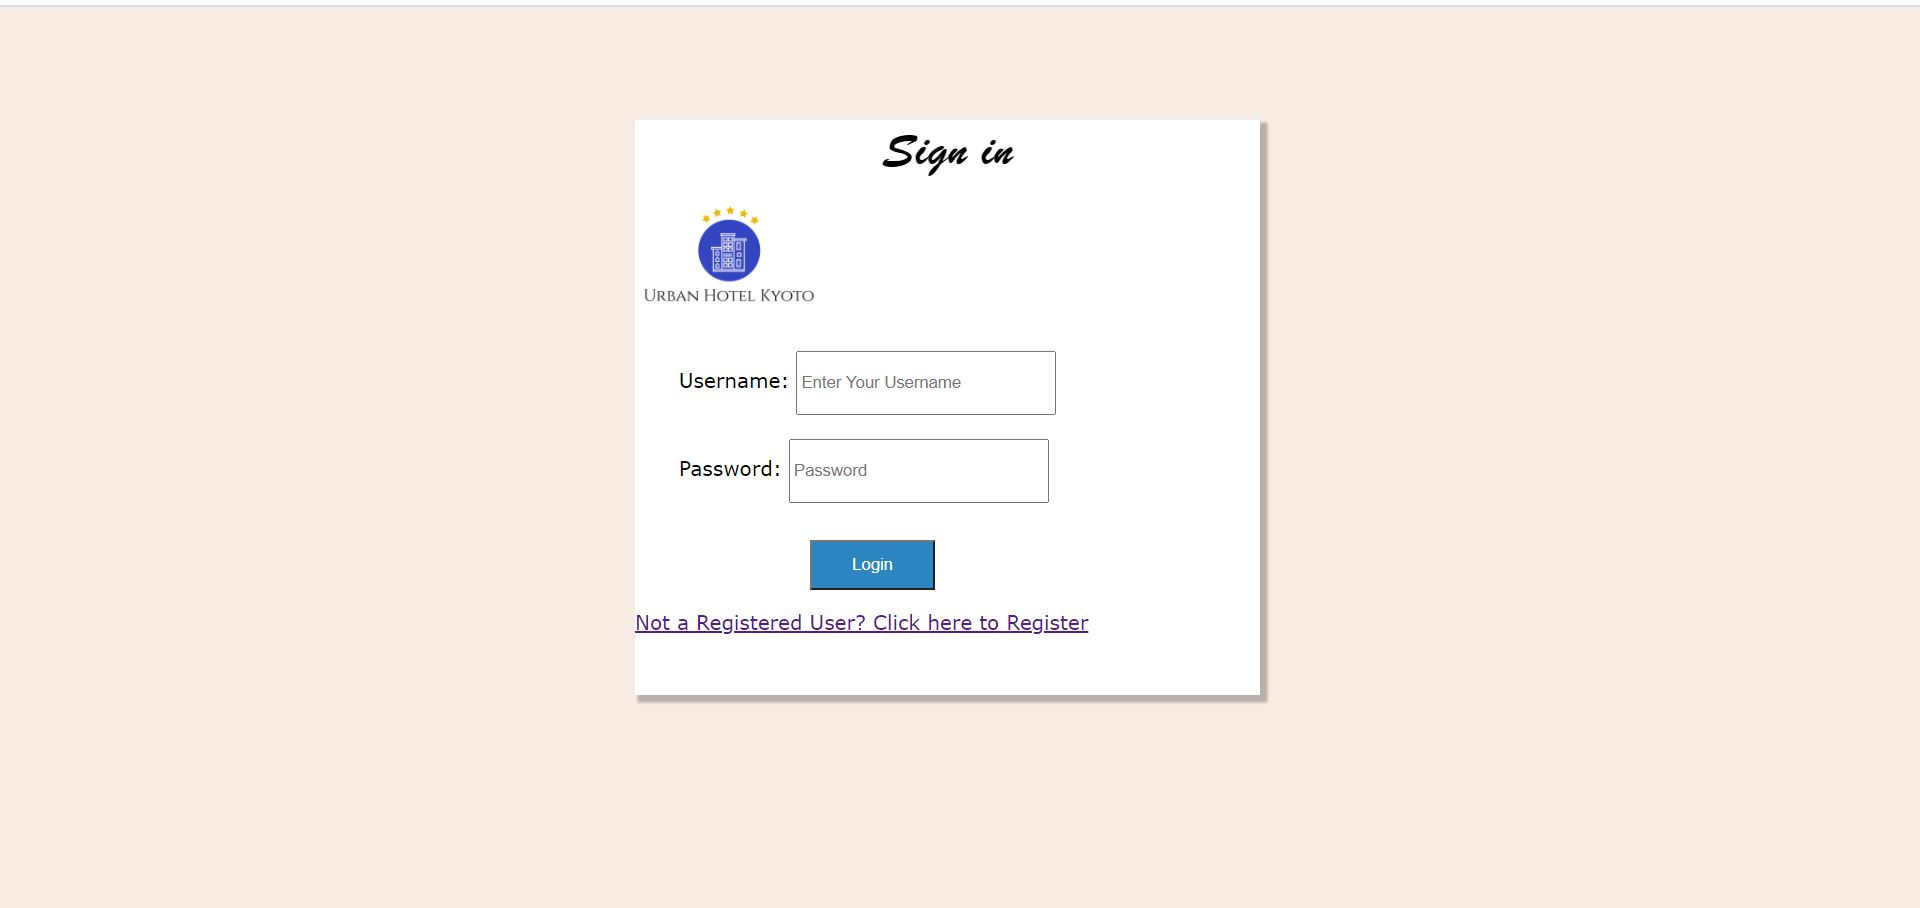 Sign in
URBAN HOTEL KYOTO
Username: Enter Your Username
Password: Password
Login
Not a Registered User? Click here to Register